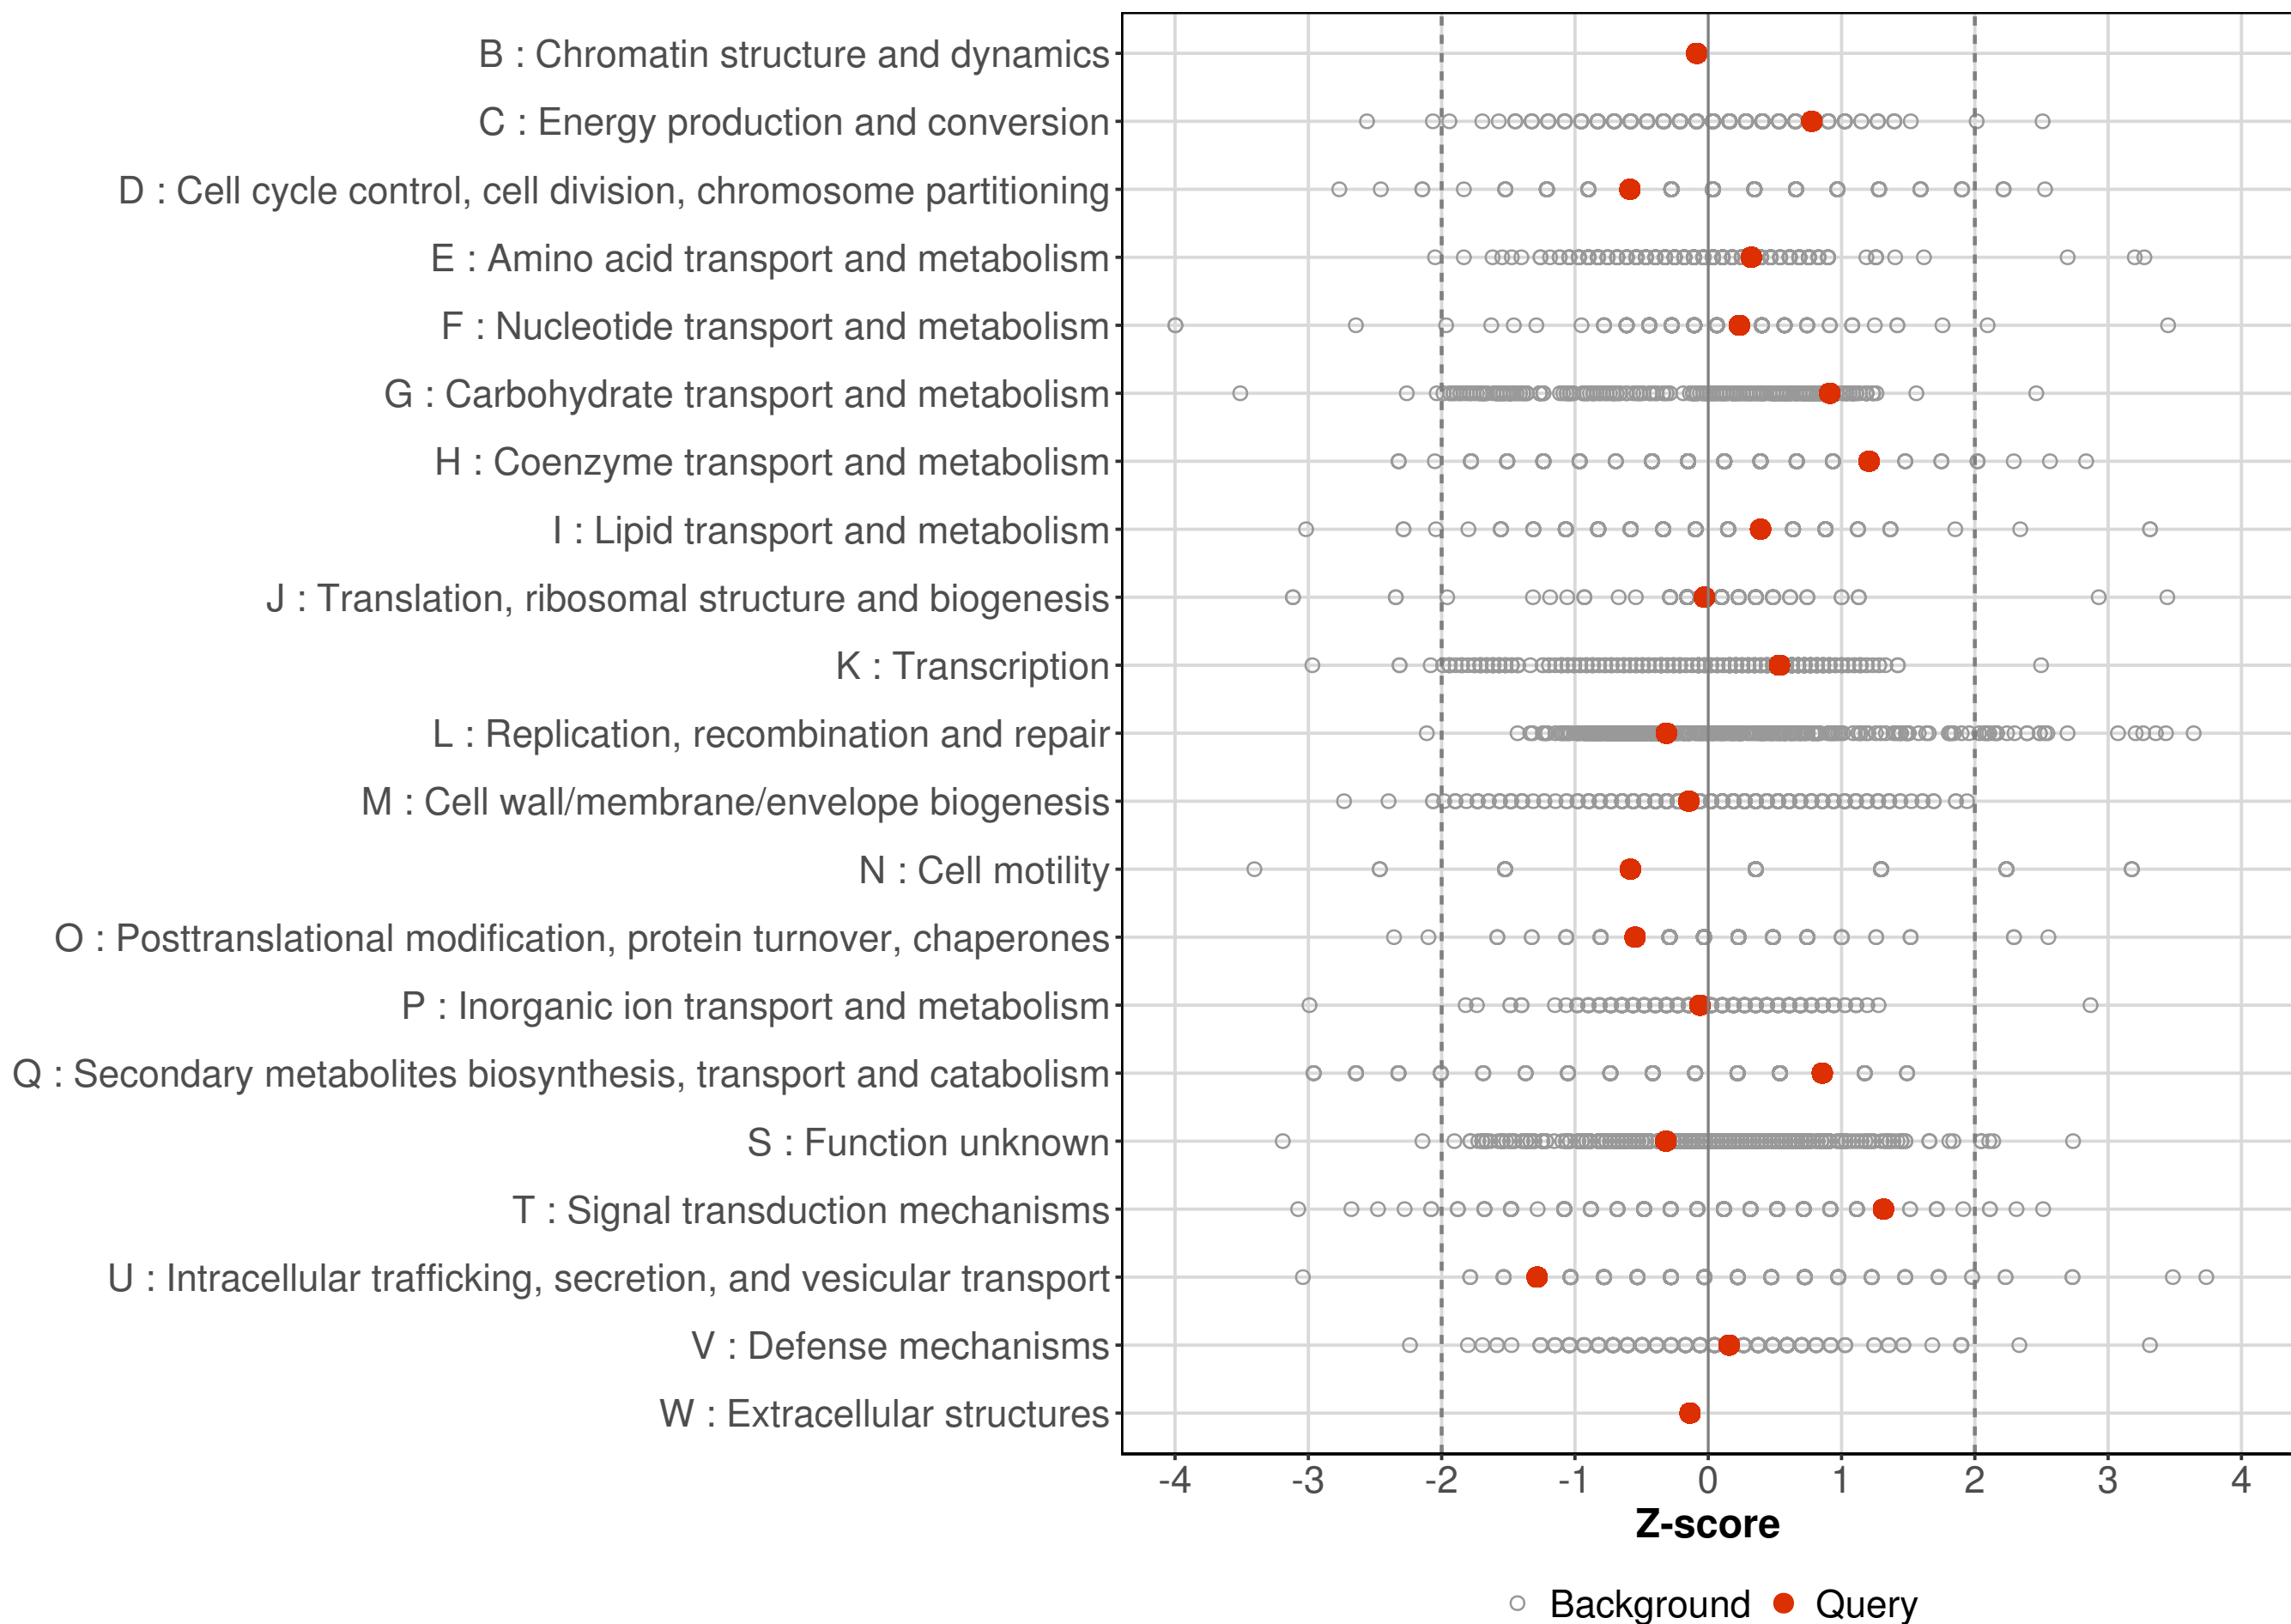 B : Chromatin structure and dynamics
C : Energy production and conversion
D : Cell cycle control, cell division, chromosome partitioning
E : Amino acid transport and metabolism
F : Nucleotide transport and metabolism
G : Carbohydrate transport and metabolism
H : Coenzyme transport and metabolism
I : Lipid transport and metabolism
J : Translation, ribosomal structure and biogenesis
K : Transcription
L : Replication, recombination and repair
M : Cell wall/membrane/envelope biogenesis
N : Cell motility
O : Posttranslational modification, protein turnover, chaperones
P : Inorganic ion transport and metabolism
Q : Secondary metabolites biosynthesis, transport and catabolism
S : Function unknown
T : Signal transduction mechanisms
U : Intracellular trafficking, secretion, and vesicular transport
V : Defense mechanisms
W : Extracellular structures
-4 -3 -2 -1 0 1 2 3 4
Z-score
Background Query